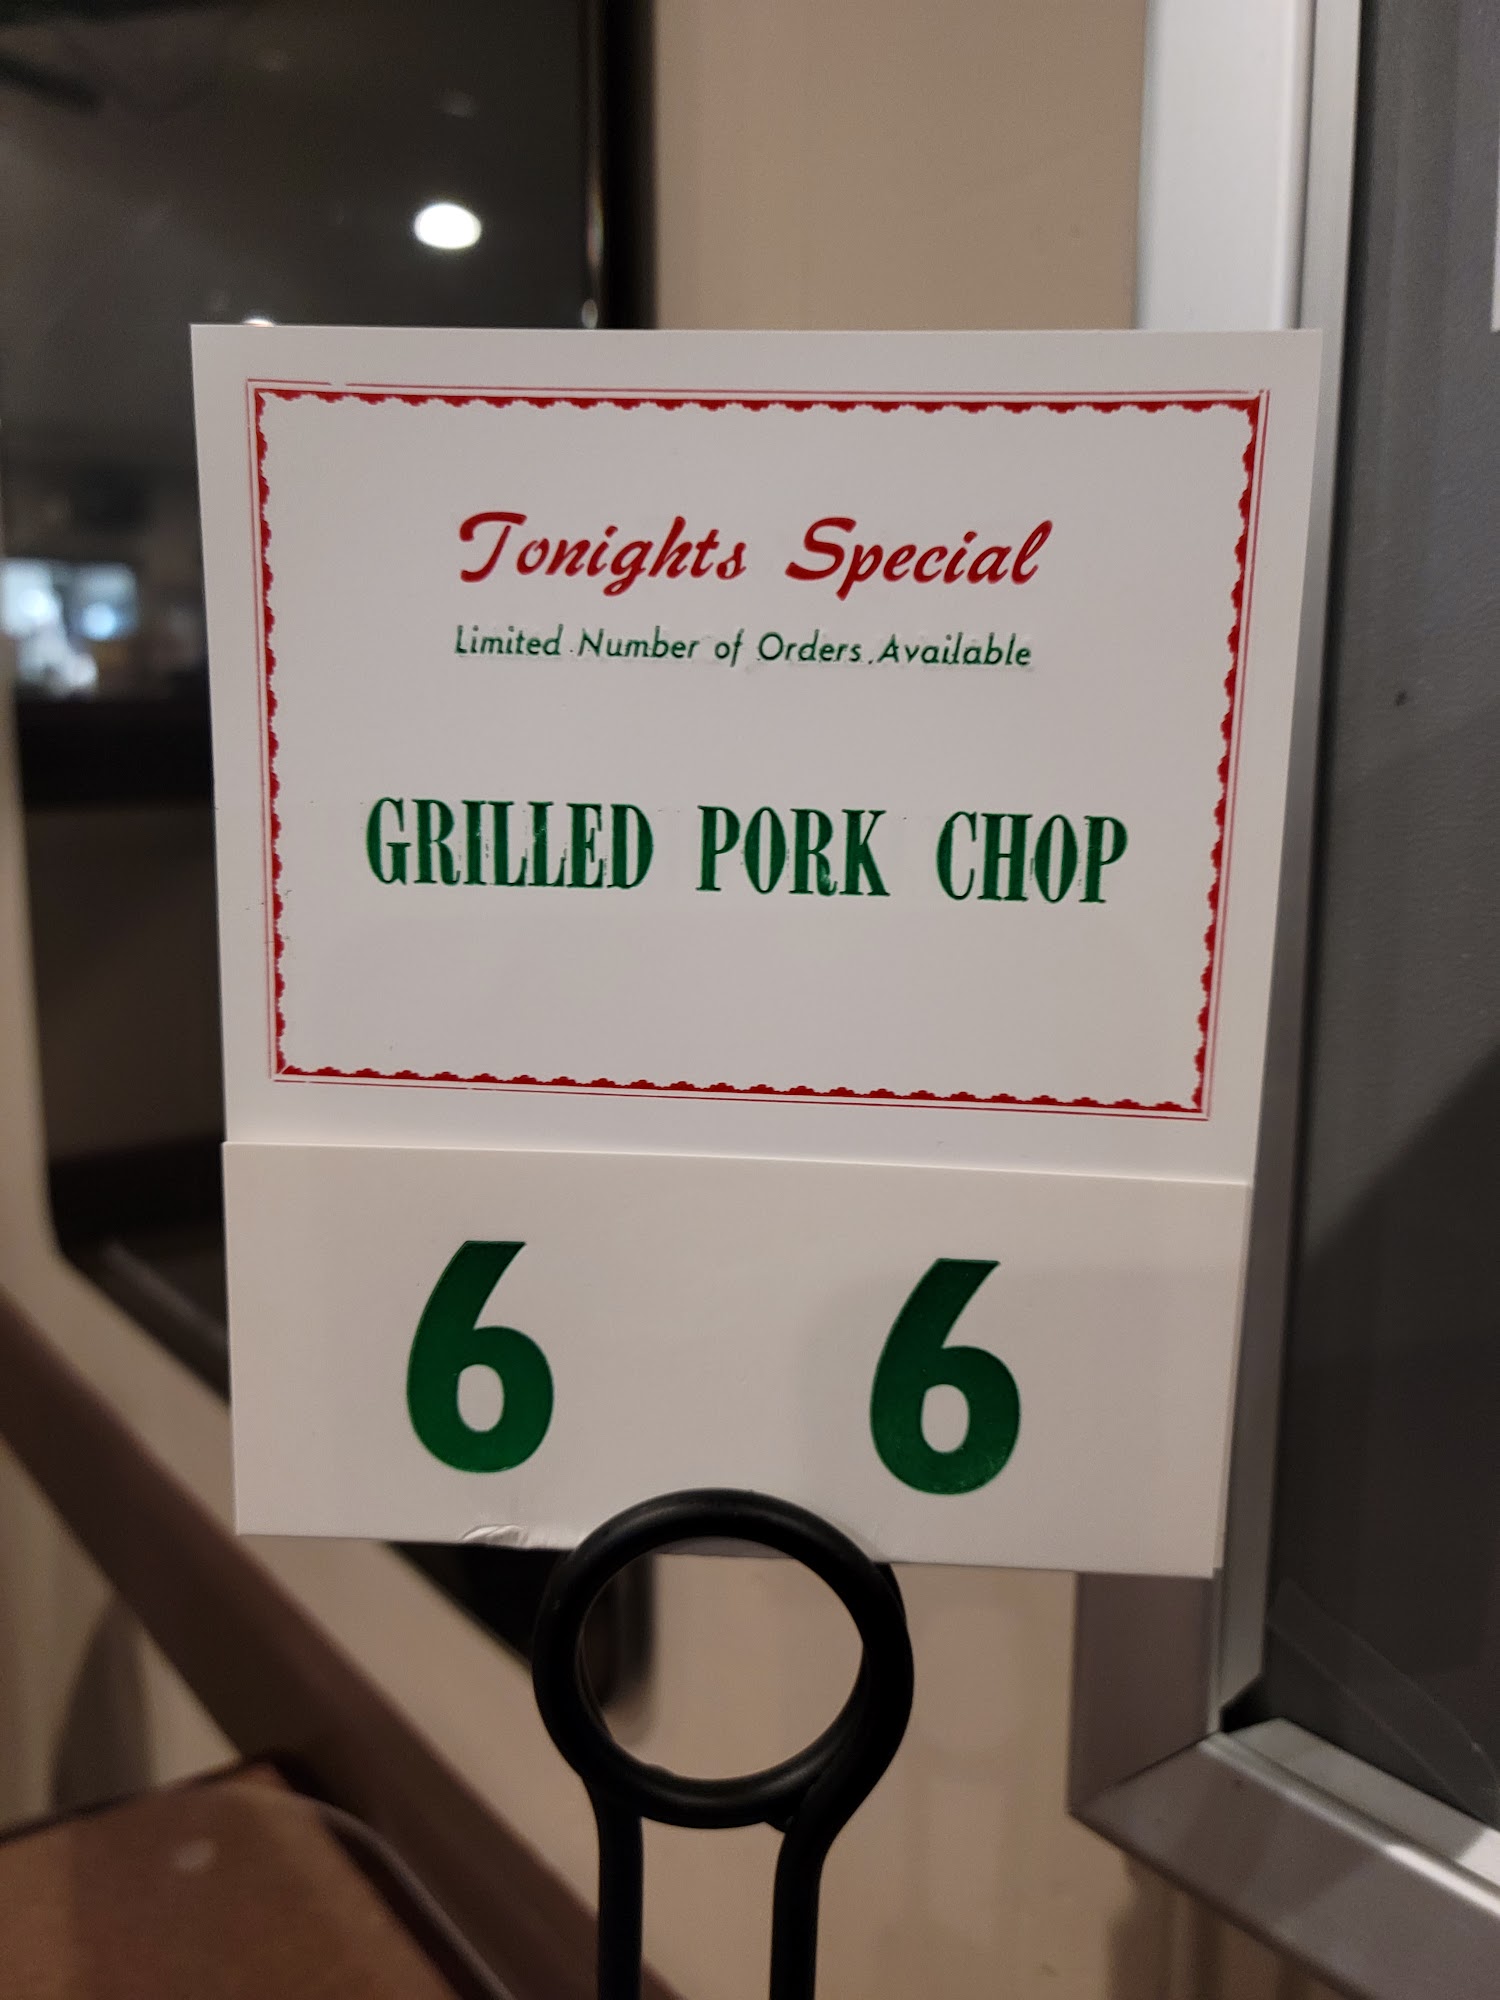 Tonights Special
Limited Number of Orders Available
GRILLED PORK CHOP
6 6